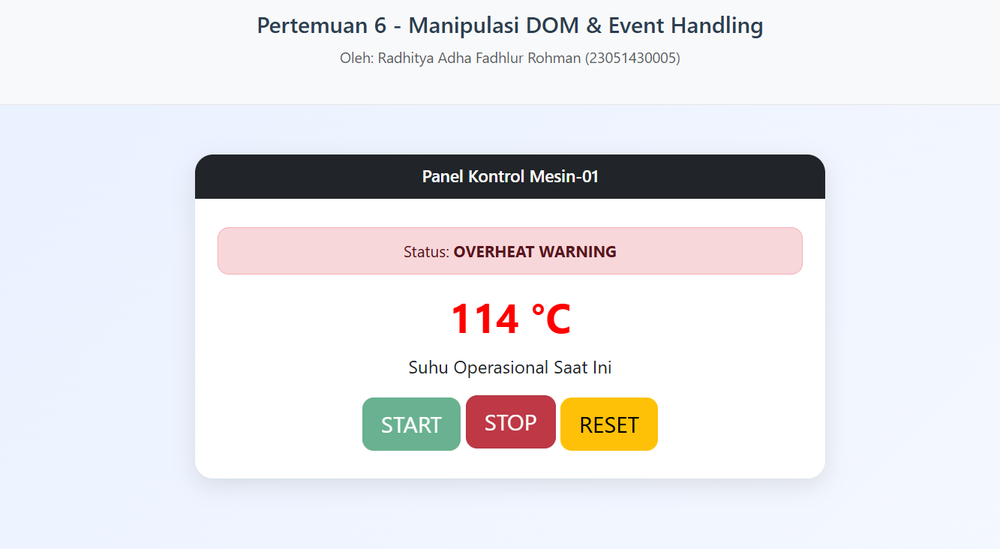 Pertemuan 6 - Manipulasi DOM & Event Handling
Oleh: Radhitya Adha Fadhlur Rohman (23051430005)
Panel Kontrol Mesin-01
Status: OVERHEAT WARNING
114 °C
Suhu Operasional Saat Ini
START STOP RESET